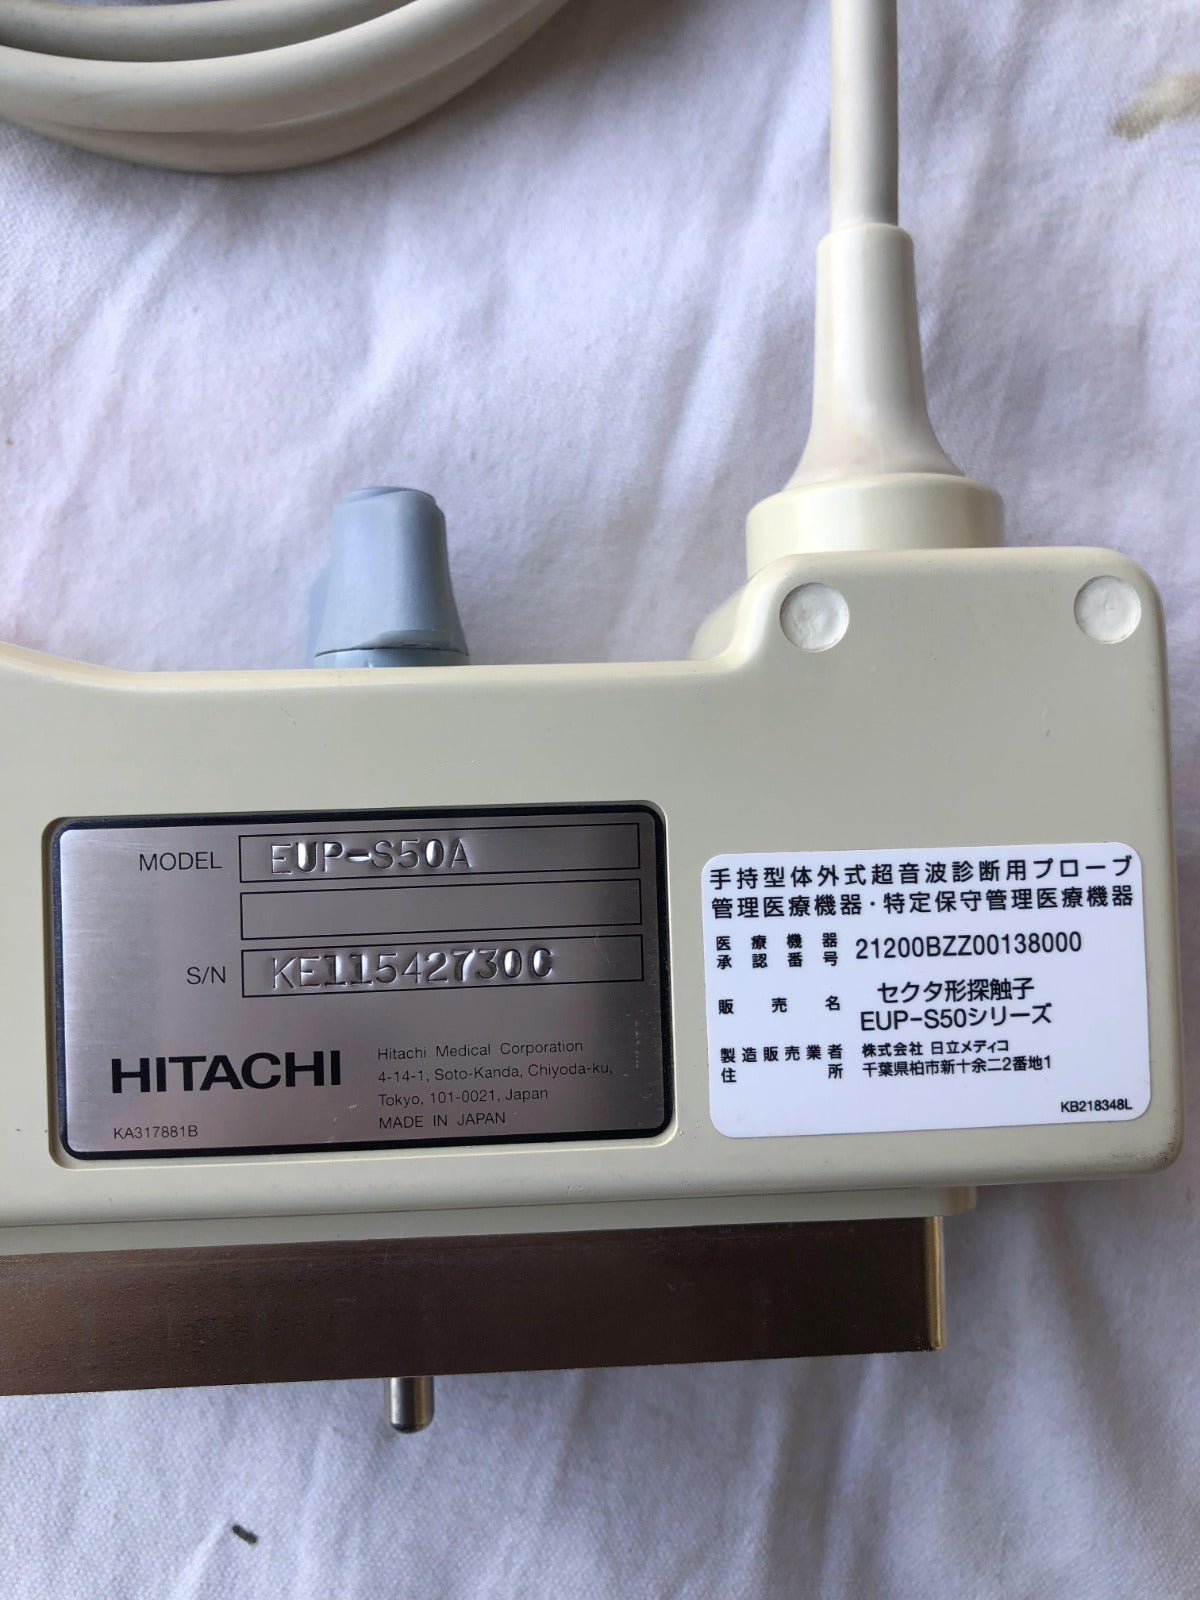 MODEL EUP-S50A
S/N KE11542730C
HITACHI
Hitachi Medical Corporation
4-14-1, Soto-Kanda, Chiyoda-ku,
Tokyo, 101-0021, Japan
MADE IN JAPAN
KA317881B
手持型体外式超音波診断用プローブ
管理医療機器・特定保守管理医療機器
医療機器
承認番号 21200BZZ00138000
販売名 セクタ形探触子
EUP-S50シリーズ
製造販売業者 株式会社 日立メディコ
住所 千葉県柏市新十余二2番地1
KB218348L